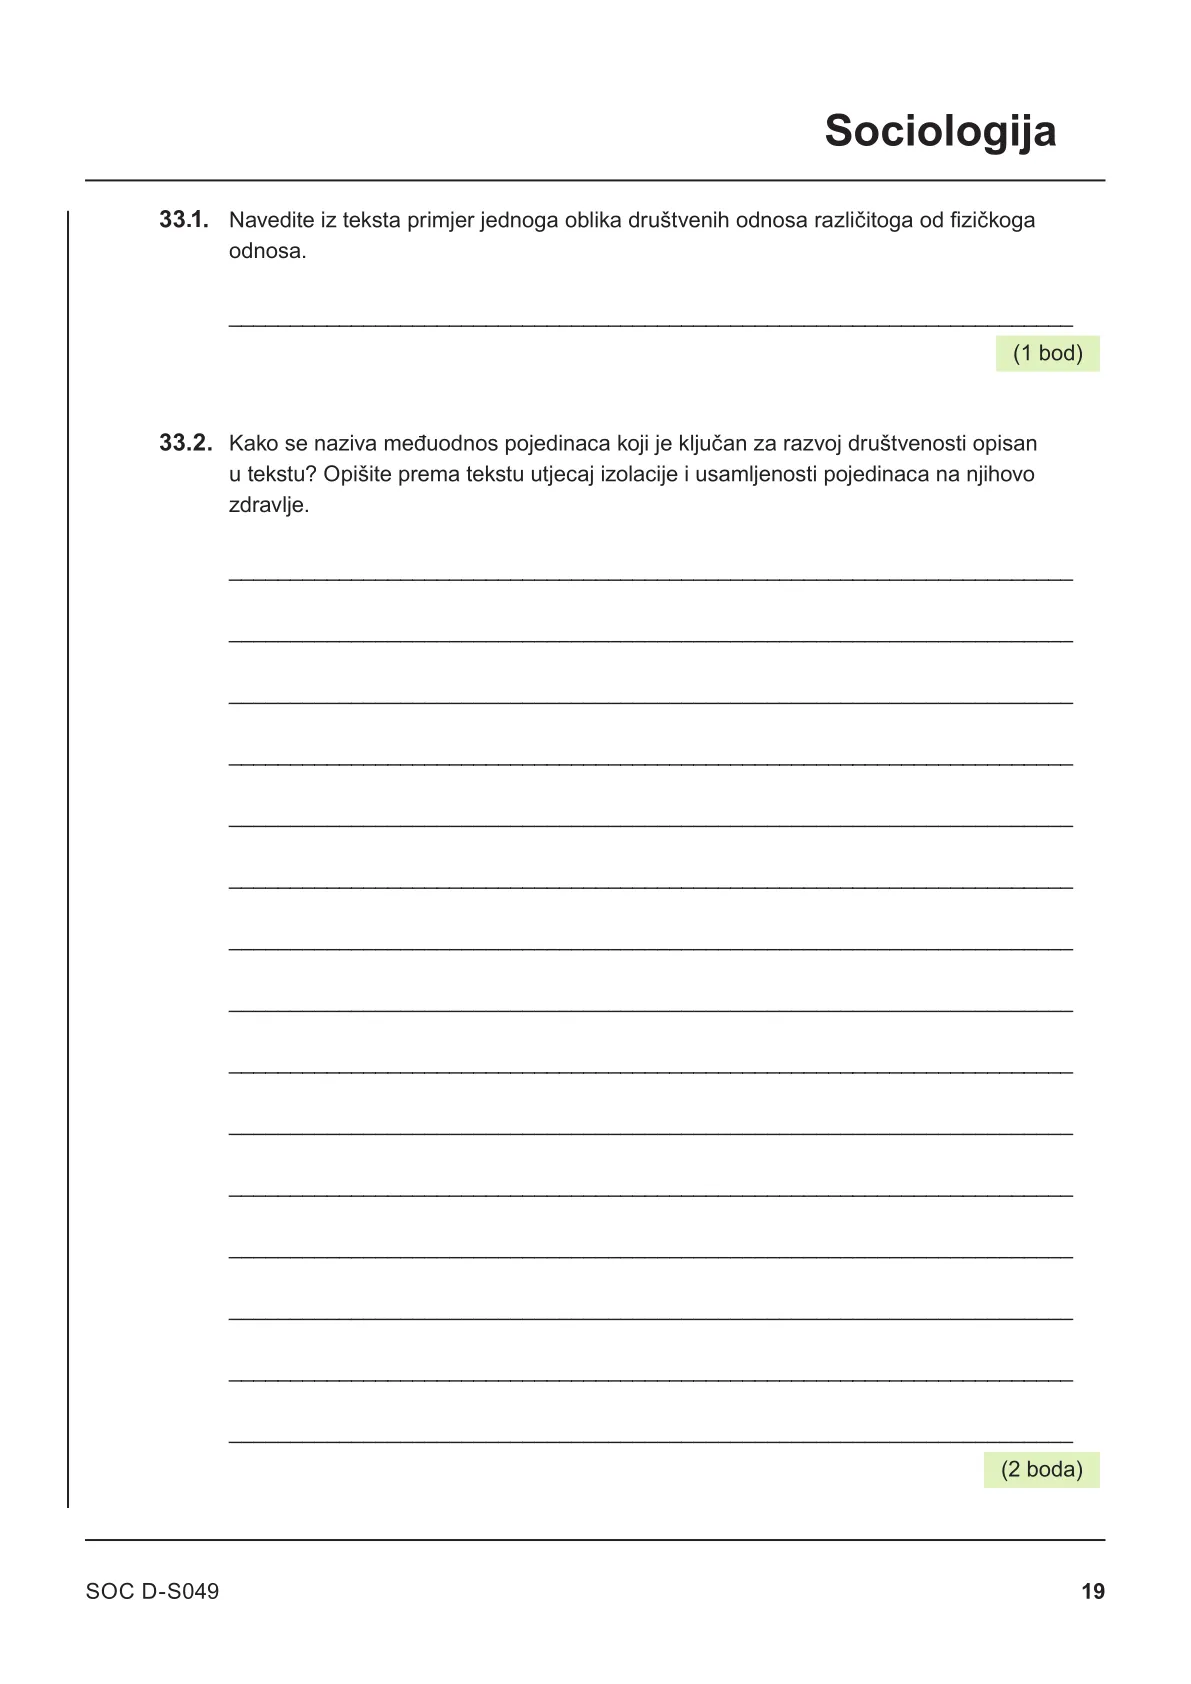 Sociologija
33.1. Navedite iz teksta primjer jednoga oblika društvenih odnosa različitoga od fizičkoga
odnosa.
(1 bod)
33.2. Kako se naziva međuodnos pojedinaca koji je ključan za razvoj društvenosti opisan
u tekstu? Opišite prema tekstu utjecaj izolacije i usamljenosti pojedinaca na njihovo
zdravlje.
(2 boda)
SOC D-S049
19